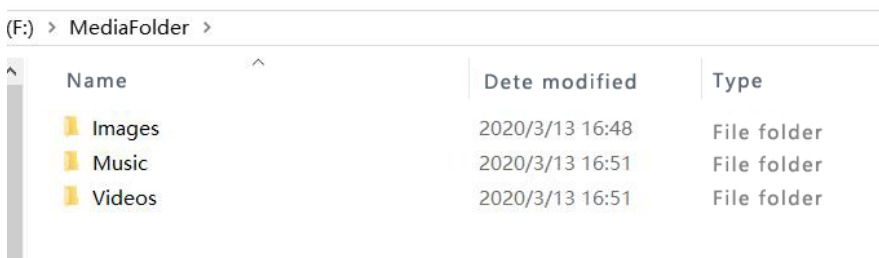 (F:) > MediaFolder >
Name Dete modified Type
Images 2020/3/13 16:48 File folder
Music 2020/3/13 16:51 File folder
Videos 2020/3/13 16:51 File folder